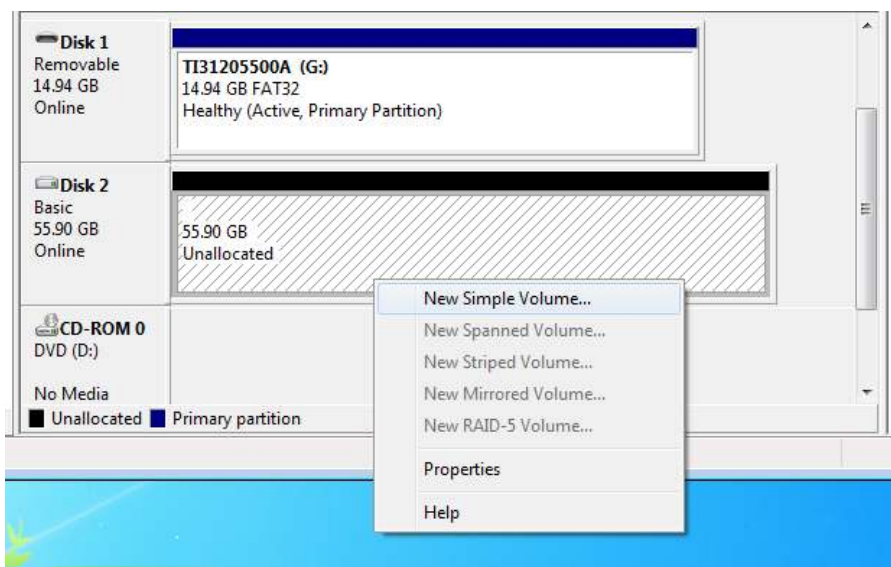 Disk 1
Removable
14.94 GB
Online
TI31205500A (G:)
14.94 GB FAT32
Healthy (Active, Primary Partition)
Disk 2
Basic
55.90 GB
Online
55.90 GB
Unallocated
CD-ROM 0
DVD (D:)
No Media
Unallocated Primary partition
New Simple Volume...
New Spanned Volume...
New Striped Volume...
New Mirrored Volume...
New RAID-5 Volume...
Properties
Help